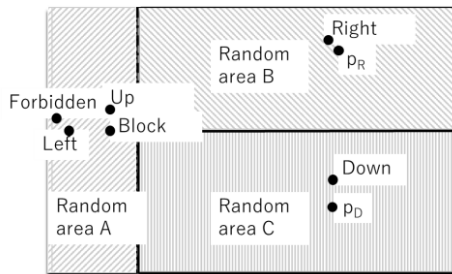 Right
Random
area B
p_R
Forbidden
Up
Left
Block
Down
Random
area A
Random
area C
p_D